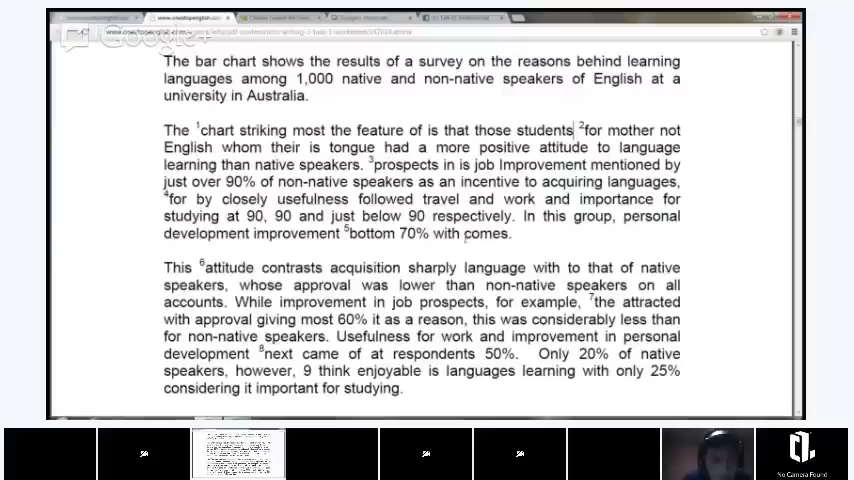 Google+
The bar chart shows the results of a survey on the reasons behind learning
languages among 1,000 native and non-native speakers of English at a
university in Australia.
The ¹chart striking most the feature of is that those students ²for mother not
English whom their is tongue had a more positive attitude to language
learning than native speakers. ³prospects in is job Improvement mentioned by
just over 90% of non-native speakers as an incentive to acquiring languages,
⁴for by closely usefulness followed travel and work and importance for
studying at 90, 90 and just below 90 respectively. In this group, personal
development improvement ⁵bottom 70% with comes.
This ⁶attitude contrasts acquisition sharply language with to that of native
speakers, whose approval was lower than non-native speakers on all
accounts. While improvement in job prospects, for example, ⁷the attracted
with approval giving most 60% it as a reason, this was considerably less than
for non-native speakers. Usefulness for work and improvement in personal
development ⁸next came of at respondents 50%. Only 20% of native
speakers, however, 9 think enjoyable is languages learning with only 25%
considering it important for studying.
No Camera Found